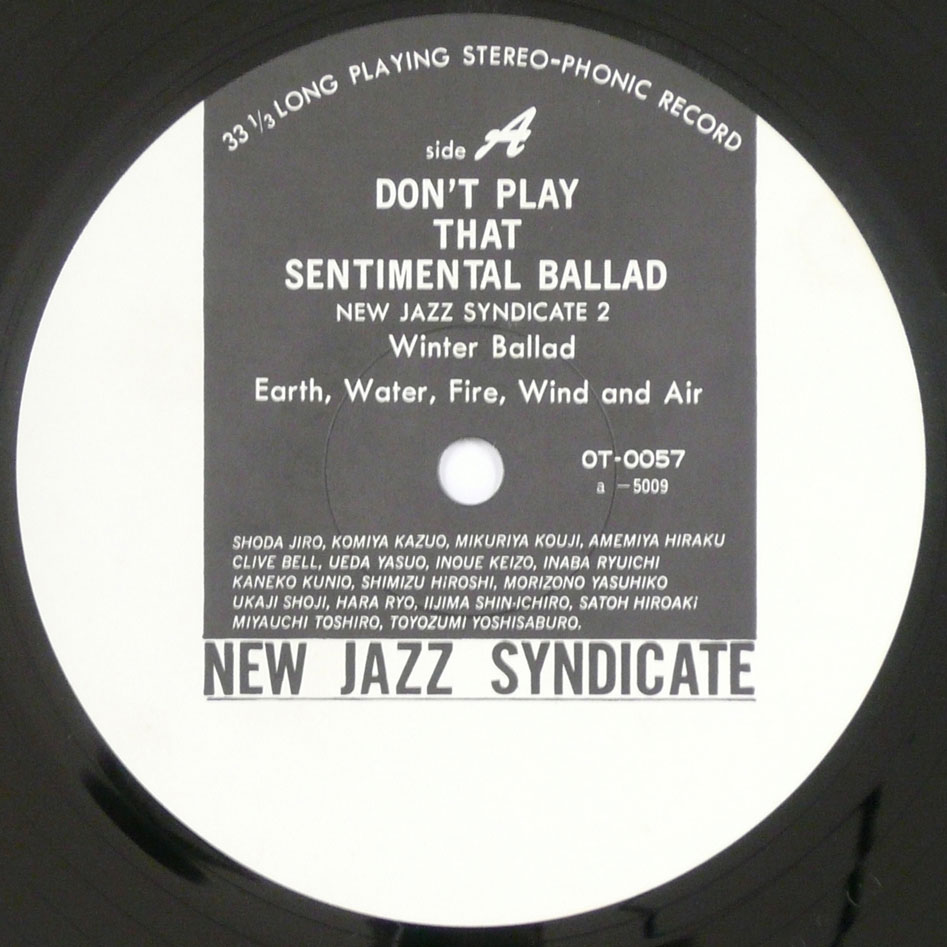 33 1/3 LONG PLAYING STEREO-PHONIC RECORD
side A
DON'T PLAY
THAT
SENTIMENTAL BALLAD
NEW JAZZ SYNDICATE 2
Winter Ballad
Earth, Water, Fire, Wind and Air
OT-0057
a -5009
SHODA JIRO, KOMIYA KAZUO, MIKURIYA KOUJI, AMEMIYA HIRAKU
CLIVE BELL, UEDA YASUO, INOUE KEIZO, INABA RYUICHI
KANEKO KUNIO, SHIMIZU HIROSHI, MORIZONO YASUHIKO
UKAJI SHOJI, HARA RYO, IIJIMA SHIN-ICHIRO, SATOH HIROAKi
MIYAUCHI TOSHIRO, TOYOZUMI YOSHISABURO.
NEW JAZZ SYNDICATE